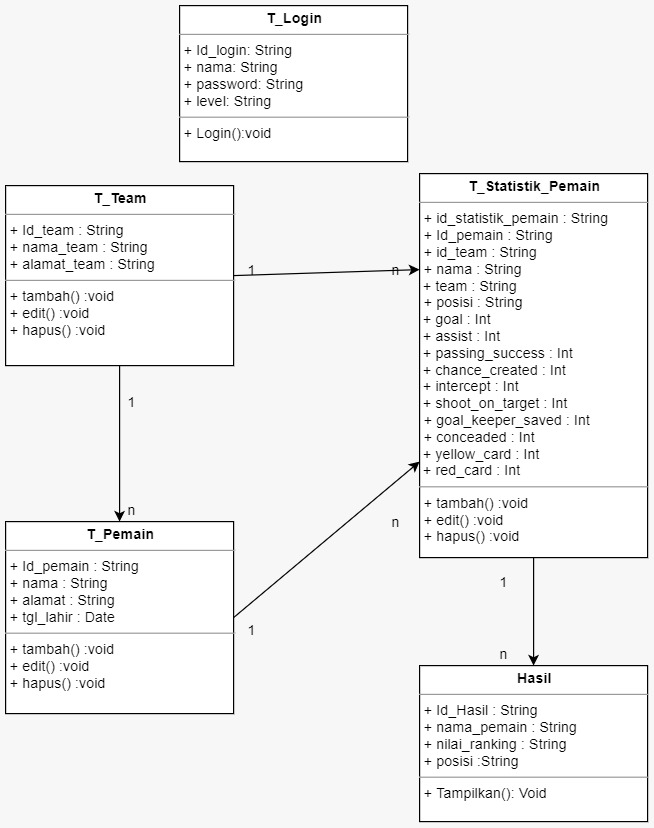 T_Login
+ Id_login: String
+ nama: String
+ password: String
+ level: String
+ Login():void
T_Team
+ Id_team : String
+ nama_team : String
+ alamat_team : String
+ tambah() :void
+ edit() :void
+ hapus() :void
1
n
T_Statistik_Pemain
+ id_statistik_pemain : String
+ Id_pemain : String
+ id_team : String
+ nama : String
+ team : String
+ posisi : String
+ goal : Int
+ assist : Int
+ passing_success : Int
+ chance_created : Int
+ intercept : Int
+ shoot_on_target : Int
+ goal_keeper_saved : Int
+ conceaded : Int
+ yellow_card : Int
+ red_card : Int
+ tambah() :void
+ edit() :void
+ hapus() :void
1
n
T_Pemain
+ Id_pemain : String
+ nama : String
+ alamat : String
+ tgl_lahir : Date
+ tambah() :void
+ edit() :void
+ hapus() :void
1
n
1
n
Hasil
+ Id_Hasil : String
+ nama_pemain : String
+ nilai_ranking : String
+ posisi :String
+ Tampilkan(): Void